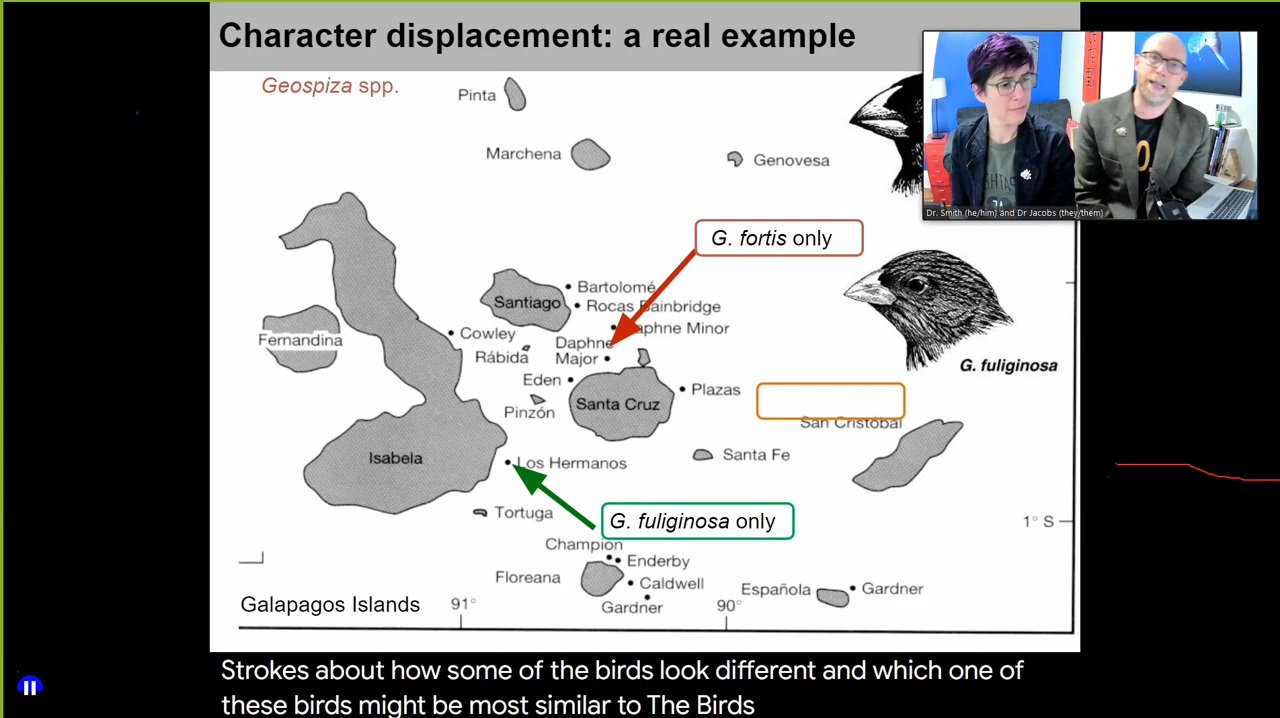 Character displacement: a real example
Geospiza spp.
Pinta
Marchena
Genovesa
Dr. Smith (he/him) and Dr Jacobs (they/them)
G. fortis only
Bartolomé
Santiago
Rocas Bainbridge
Daphne Minor
Cowley
Fernandina
Daphne
Major
Rábida
G. fuliginosa
Eden
Plazas
Pinzón
Santa Cruz
San Cristóbal
Isabela
Los Hermanos
Santa Fe
Tortuga
G. fuliginosa only
1° S
Champion
Enderby
Floreana
Caldwell
Española
Gardner
Gardner
Galapagos Islands
91°
90°
Strokes about how some of the birds look different and which one of
these birds might be most similar to The Birds